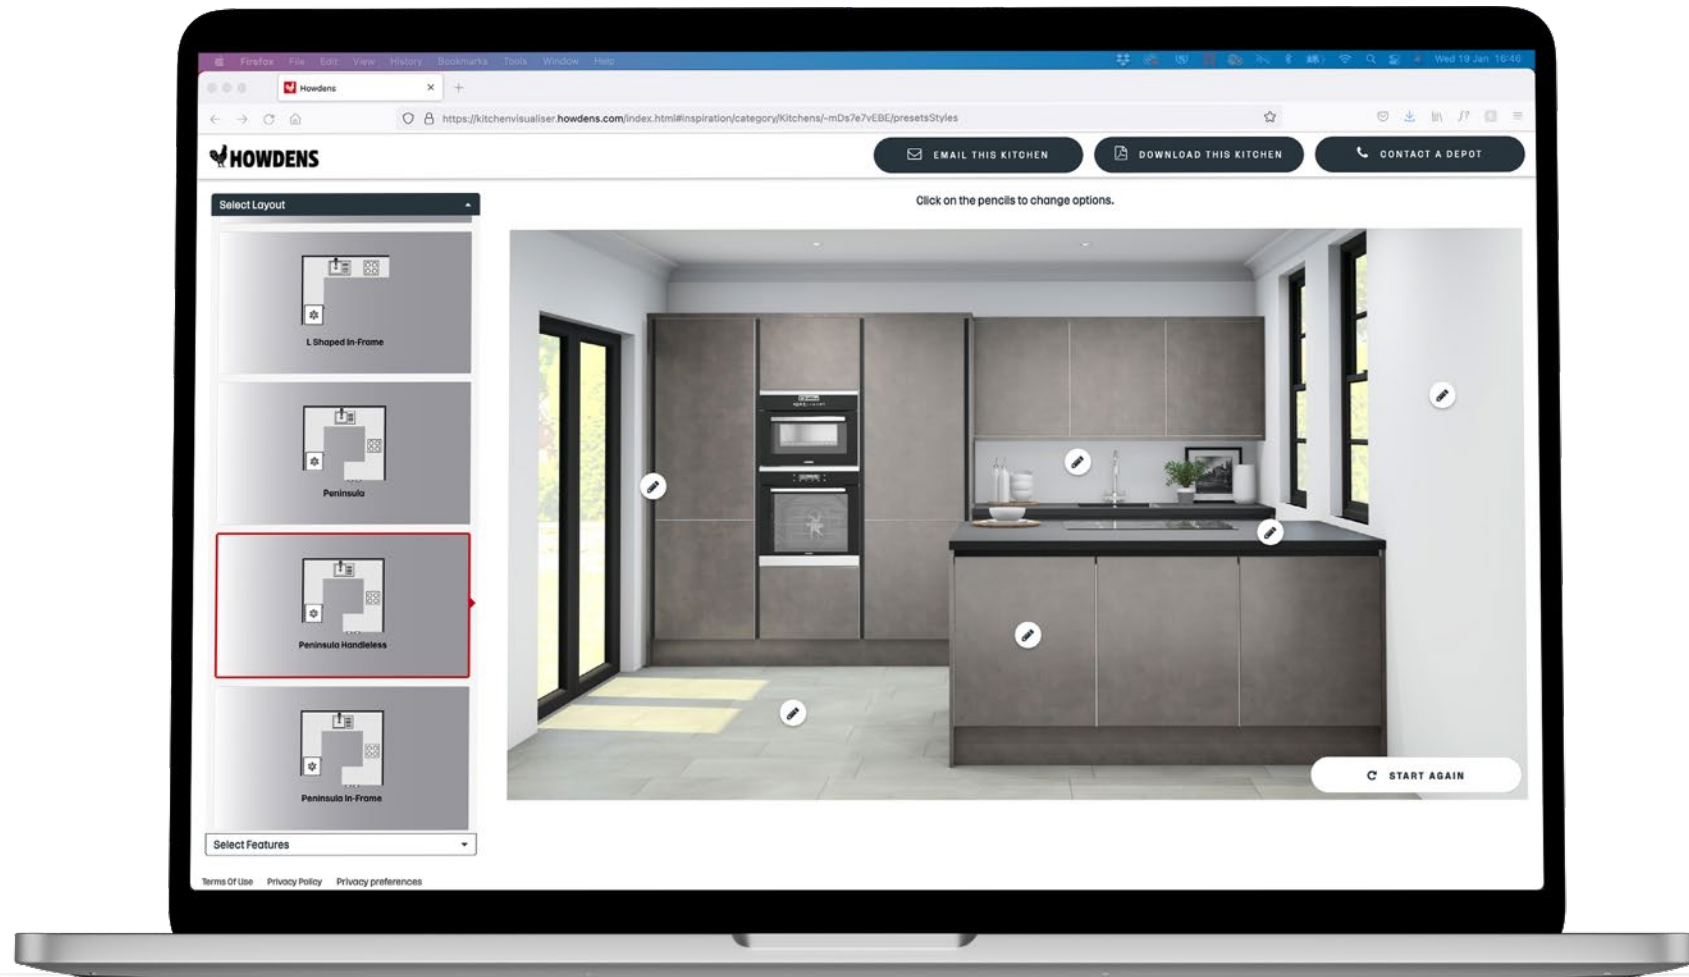 Firefox File Edit View History Bookmarks Tools Window Help
Wed 19 Jan 16:46
Howdens
https://kitchenvisualiser.howdens.com/index.html#inspiration/category/Kitchens/-mDs7e7vEBE/presetsStyles
HOWDENS
EMAIL THIS KITCHEN
DOWNLOAD THIS KITCHEN
CONTACT A DEPOT
Select Layout
Click on the pencils to change options.
L Shaped In-Frame
Peninsula
Peninsula Handleless
Peninsula In-Frame
START AGAIN
Select Features
Terms Of Use Privacy Policy Privacy preferences